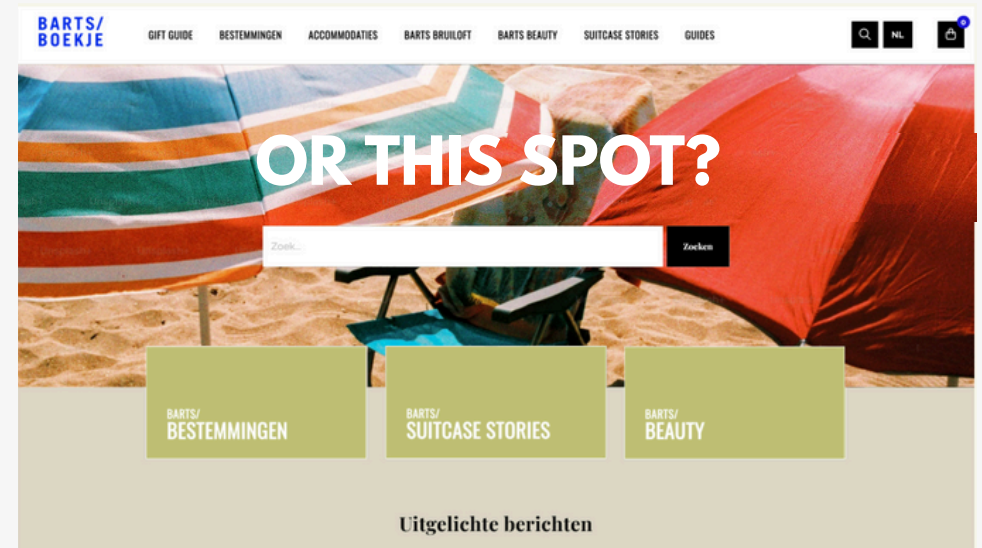 BARTS/
BOEKJE
GIFT GUIDE BESTEMMINGEN ACCOMMODATIES BARTS BRUILOFT BARTS BEAUTY SUITCASE STORIES GUIDES
NL
0
OR THIS SPOT?
Zoek...
Zoeken
BARTS/
BESTEMMINGEN
BARTS/
SUITCASE STORIES
BARTS/
BEAUTY
Uitgelichte berichten